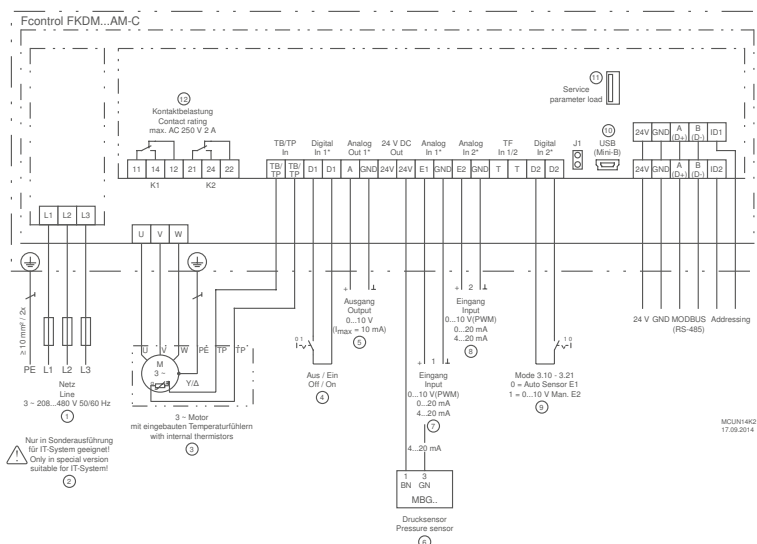 Fcontrol FKDM...AM-C
12
Kontaktbelastung
Contact rating
max. AC 250 V 2 A
11 14 12 21 24 22
K1 K2
11
Service
parameter load
10
USB
(Mini-B)
J1
TB/TP
In
Digital
In 1*
Analog
Out 1*
24 V DC
Out
Analog
In 1*
Analog
In 2*
TF
In 1/2
Digital
In 2*
TB/
TP
TB/
TP
D1 D1 A GND 24V 24V E1 GND E2 GND T T D2 D2
24V GND A
(D+)
B
(D-)
ID1
24V GND A
(D+)
B
(D-)
ID2
L1 L2 L3
U V W
≥ 10 mm² / 2x
PE L1 L2 L3
Netz
Line
3 ~ 208...480 V 50/60 Hz
1
Nur in Sonderausführung
für IT-System geeignet!
Only in special version
suitable for IT-System!
2
U V W PE TP TP
M
3 ~
Y/Δ
3 ~ Motor
mit eingebauten Temperaturfühlern
with internal thermistors
3
0 1
Aus / Ein
Off / On
4
+ ⊥
Ausgang
Output
0...10 V
(Imax = 10 mA)
5
+ 1 ⊥
Eingang
Input
0...10 V(PWM)
0...20 mA
4...20 mA
7
4...20 mA
1 3
BN GN
MBG..
Drucksensor
Pressure sensor
6
+ 2 ⊥
Eingang
Input
0...10 V(PWM)
0...20 mA
4...20 mA
8
1 0
Mode 3.10 - 3.21
0 = Auto Sensor E1
1 = 0...10 V Man. E2
9
24 V GND MODBUS Addressing
(RS-485)
MCUN14K2
17.09.2014